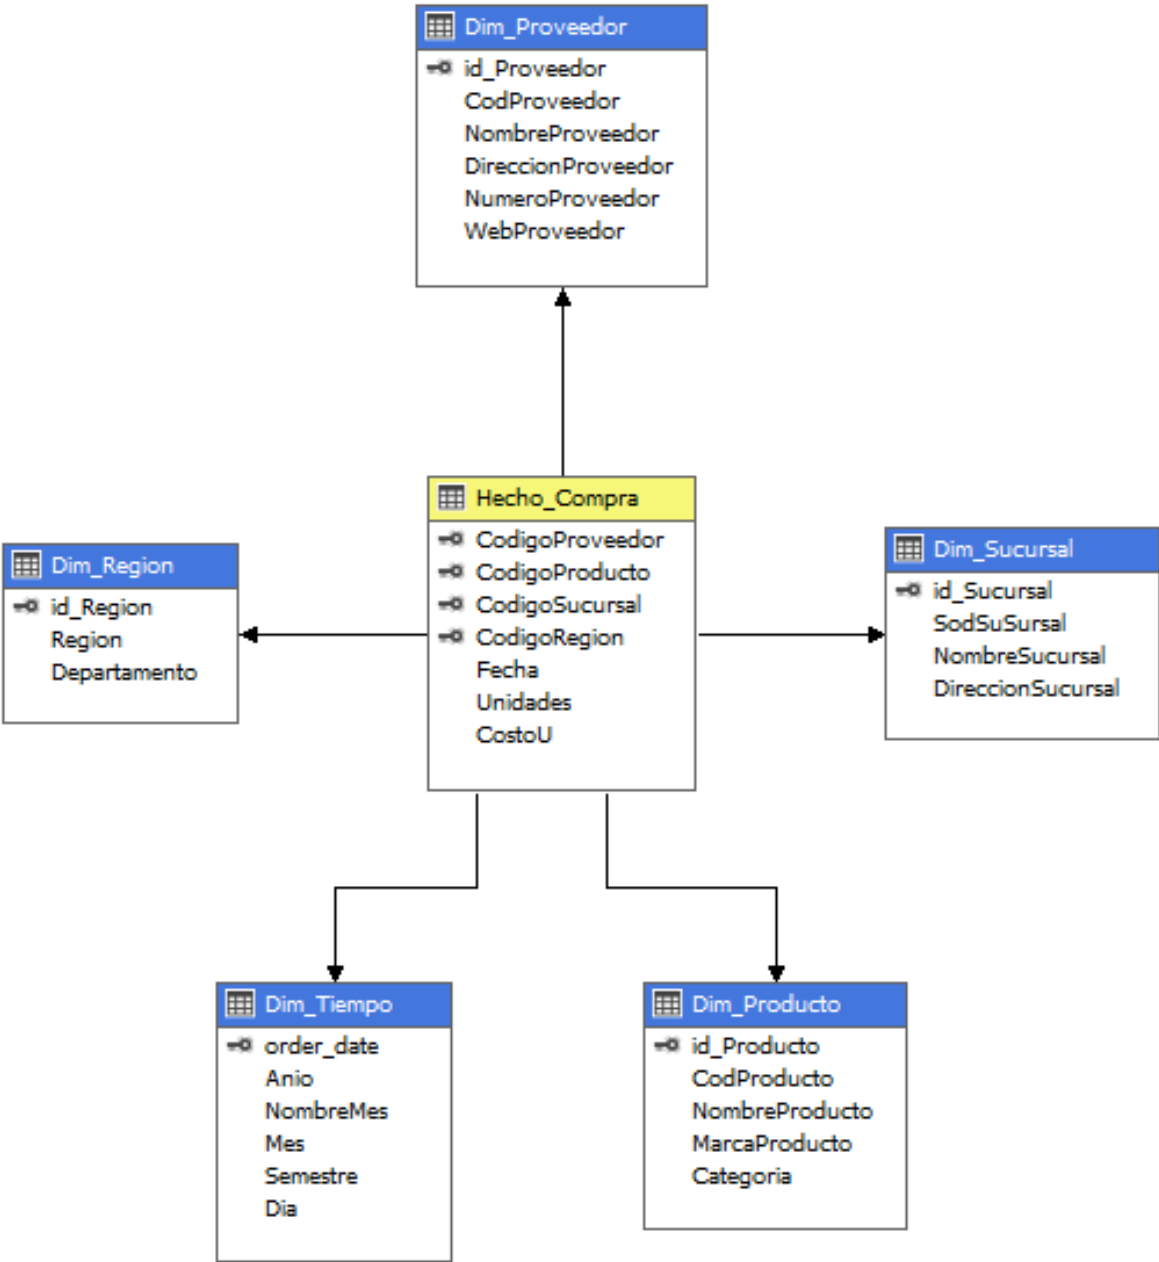 Dim_Proveedor
id_Proveedor
CodProveedor
NombreProveedor
DireccionProveedor
NumeroProveedor
WebProveedor
Hecho_Compra
CodigoProveedor
CodigoProducto
CodigoSucursal
CodigoRegion
Fecha
Unidades
CostoU
Dim_Region
id_Region
Region
Departamento
Dim_Sucursal
id_Sucursal
SodSuSursal
NombreSucursal
DireccionSucursal
Dim_Tiempo
order_date
Anio
NombreMes
Mes
Semestre
Dia
Dim_Producto
id_Producto
CodProducto
NombreProducto
MarcaProducto
Categoria